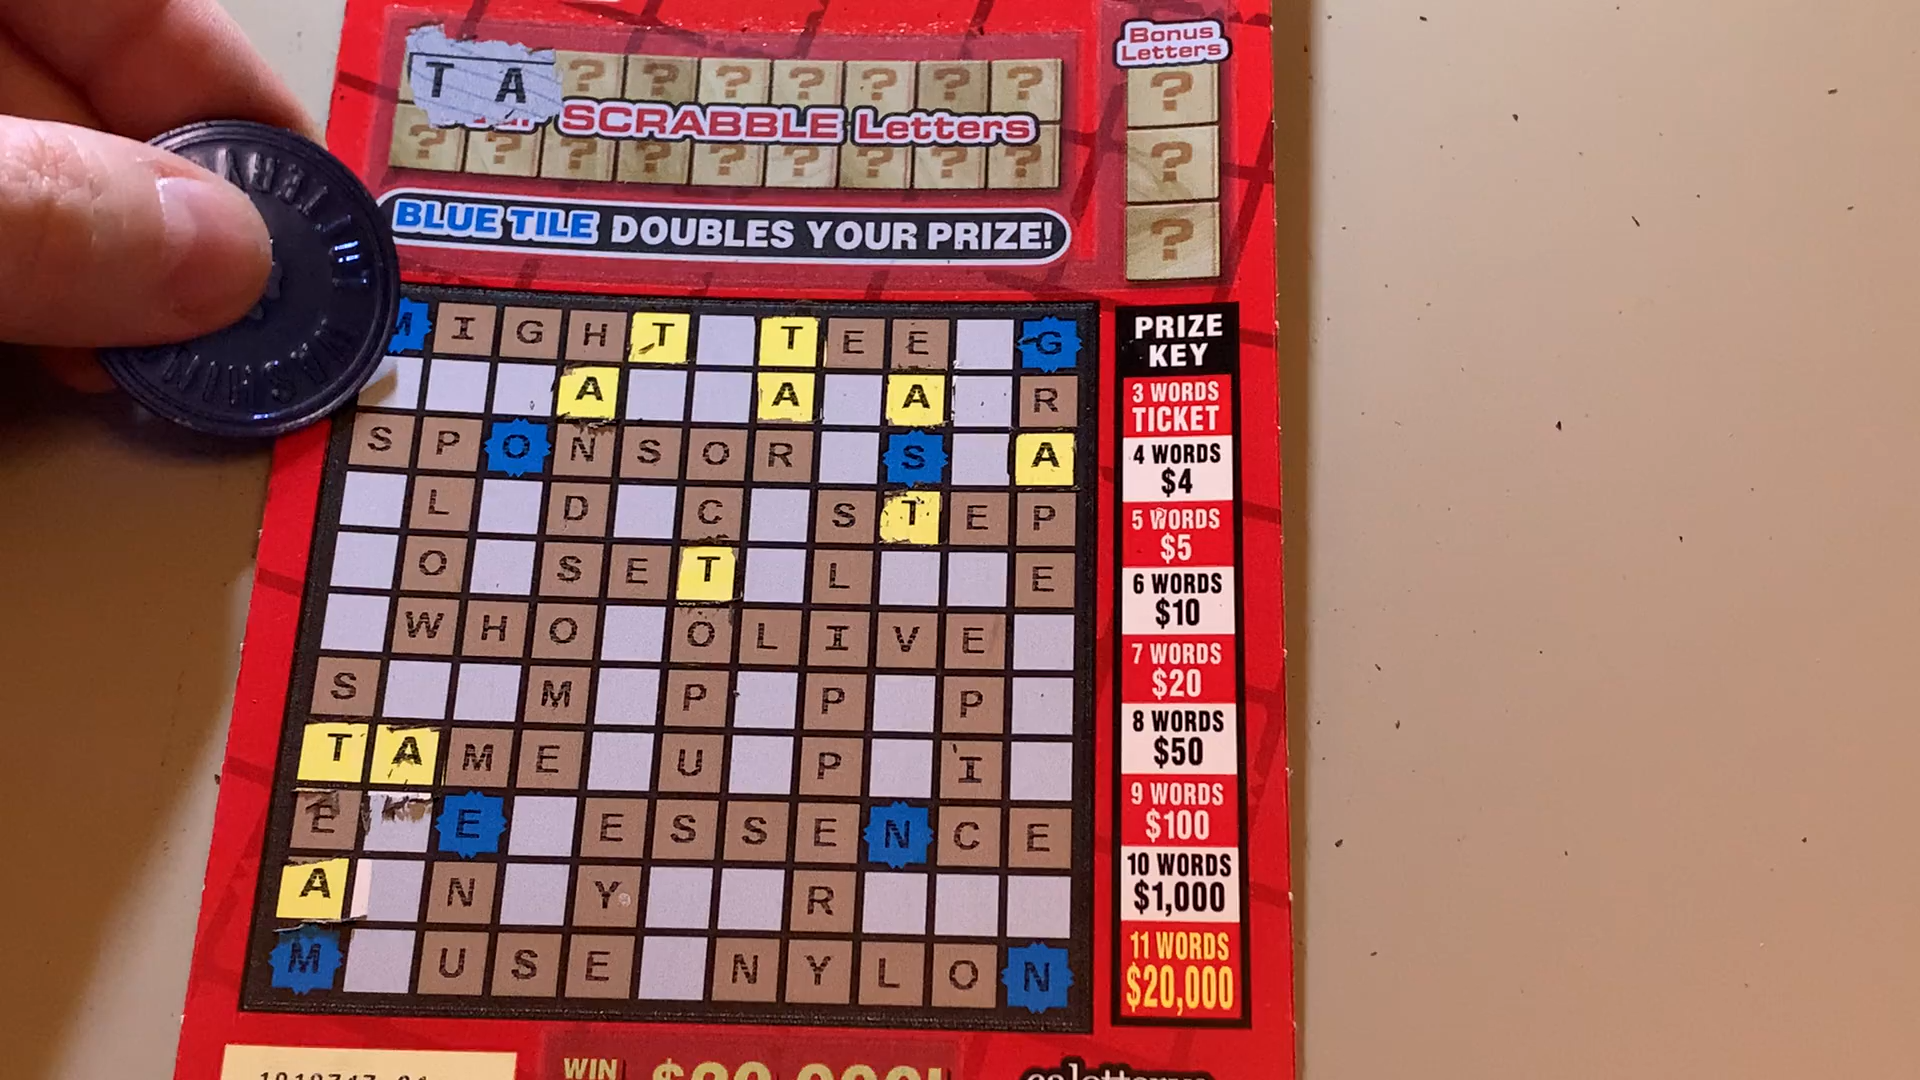 Bonus
Letters
T A ? ? ? ? ? ? ?
SCRABBLE Letters
? ? ? ? ? ? ? ? ?
?
?
?
BLUE TILE DOUBLES YOUR PRIZE!
M I G H T T E E G
A A A R
S P O N S O R S A
L D C S T E P
O S E T L E
W H O O L I V E
S M P P P
T A M E U P I
E E E S S E N C E
A N Y R
M U S E N Y L O N
PRIZE
KEY
3 WORDS
TICKET
4 WORDS
$4
5 WORDS
$5
6 WORDS
$10
7 WORDS
$20
8 WORDS
$50
9 WORDS
$100
10 WORDS
$1,000
11 WORDS
$20,000
WIN